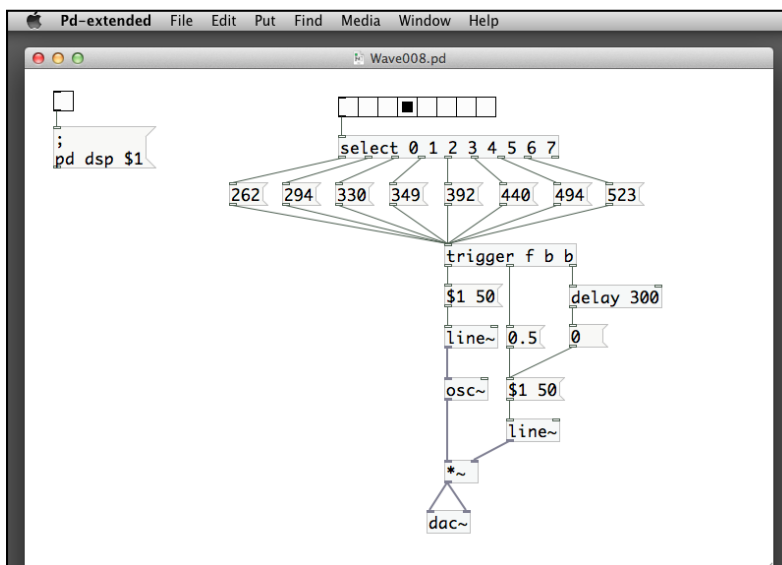 Pd-extended File Edit Put Find Media Window Help
Wave008.pd
;
pd dsp $1
select 0 1 2 3 4 5 6 7
262 294 330 349 392 440 494 523
trigger f b b
$1 50 delay 300
line~ 0.5 0
osc~ $1 50
line~
*~
dac~